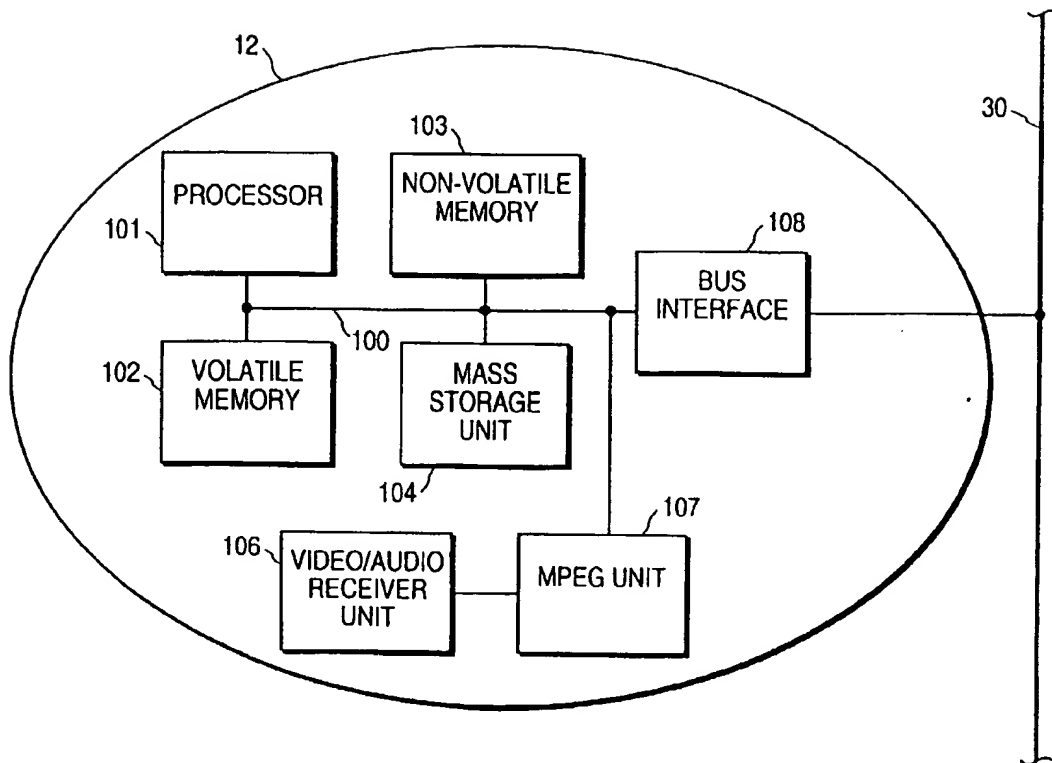 12
30
103
PROCESSOR
NON-VOLATILE
MEMORY
101
108
BUS
INTERFACE
100
102
VOLATILE
MEMORY
MASS
STORAGE
UNIT
104
107
106
VIDEO/AUDIO
RECEIVER
UNIT
MPEG UNIT